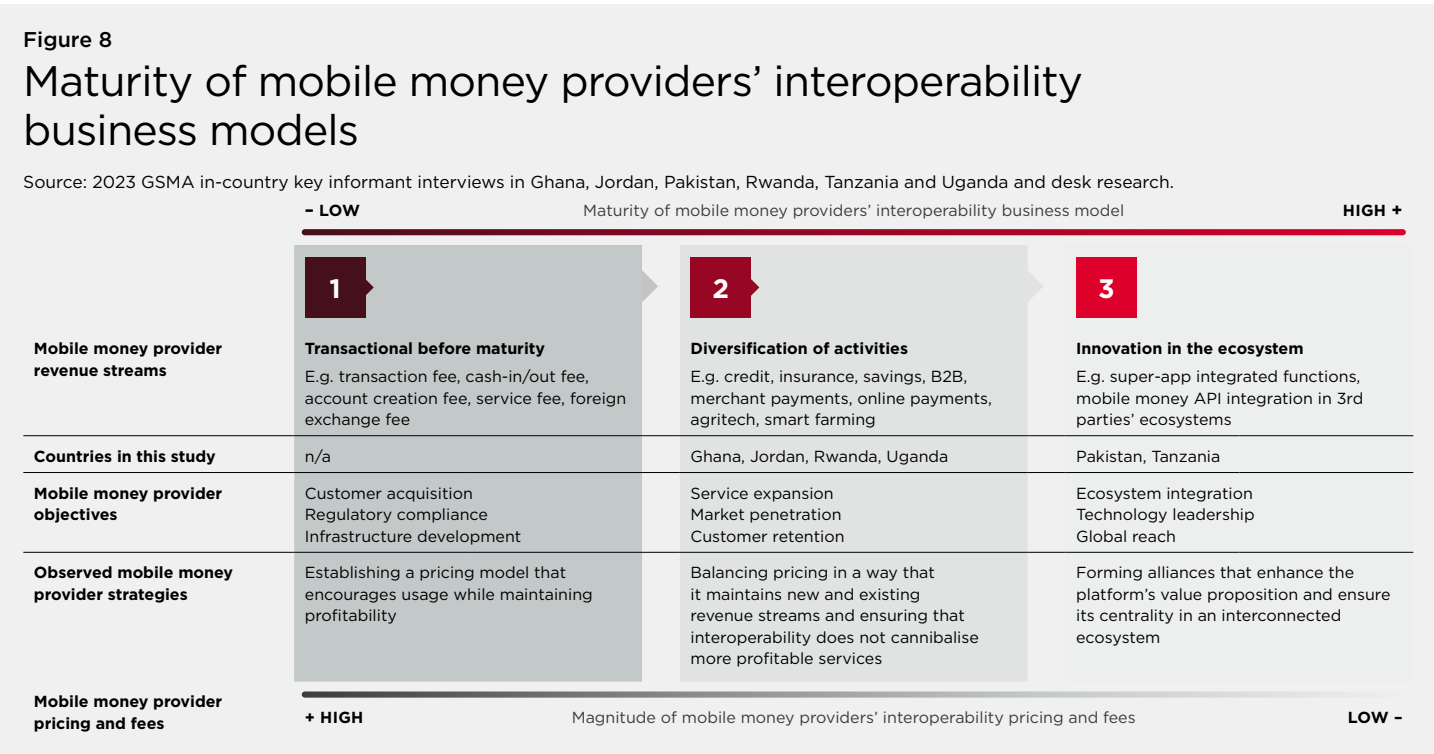 Figure 8
Maturity of mobile money providers’ interoperability
business models
Source: 2023 GSMA in-country key informant interviews in Ghana, Jordan, Pakistan, Rwanda, Tanzania and Uganda and desk research.
– LOW
Maturity of mobile money providers’ interoperability business model
HIGH +
1
2
3
Mobile money provider
revenue streams
Transactional before maturity
E.g. transaction fee, cash-in/out fee,
account creation fee, service fee, foreign
exchange fee
Diversification of activities
E.g. credit, insurance, savings, B2B,
merchant payments, online payments,
agritech, smart farming
Innovation in the ecosystem
E.g. super-app integrated functions,
mobile money API integration in 3rd
parties’ ecosystems
Countries in this study
n/a
Ghana, Jordan, Rwanda, Uganda
Pakistan, Tanzania
Mobile money provider
objectives
Customer acquisition
Regulatory compliance
Infrastructure development
Service expansion
Market penetration
Customer retention
Ecosystem integration
Technology leadership
Global reach
Observed mobile money
provider strategies
Establishing a pricing model that
encourages usage while maintaining
profitability
Balancing pricing in a way that
it maintains new and existing
revenue streams and ensuring that
interoperability does not cannibalise
more profitable services
Forming alliances that enhance the
platform’s value proposition and ensure
its centrality in an interconnected
ecosystem
Mobile money provider
pricing and fees
+ HIGH
Magnitude of mobile money providers’ interoperability pricing and fees
LOW –